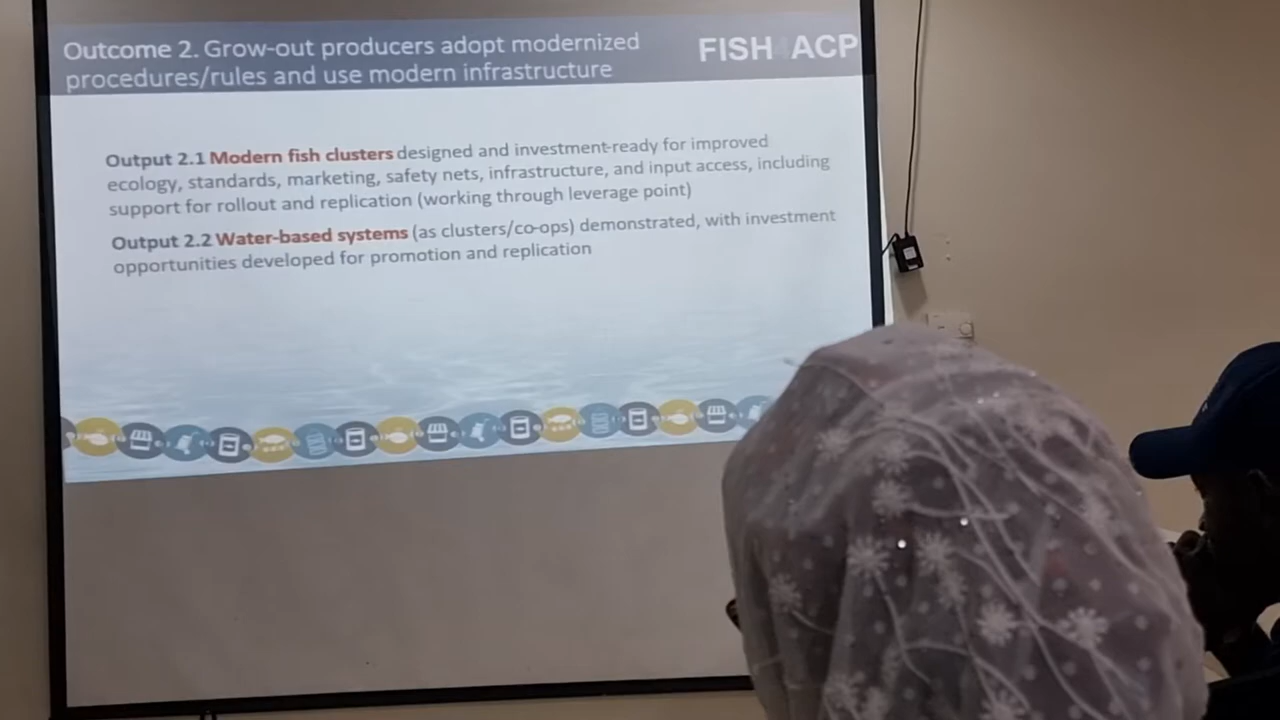 Outcome 2. Grow-out producers adopt modernized
procedures/rules and use modern infrastructure
FISH4ACP
Output 2.1 Modern fish clusters designed and investment-ready for improved
ecology, standards, marketing, safety nets, infrastructure, and input access, including
support for rollout and replication (working through leverage point)
Output 2.2 Water-based systems (as clusters/co-ops) demonstrated, with investment
opportunities developed for promotion and replication